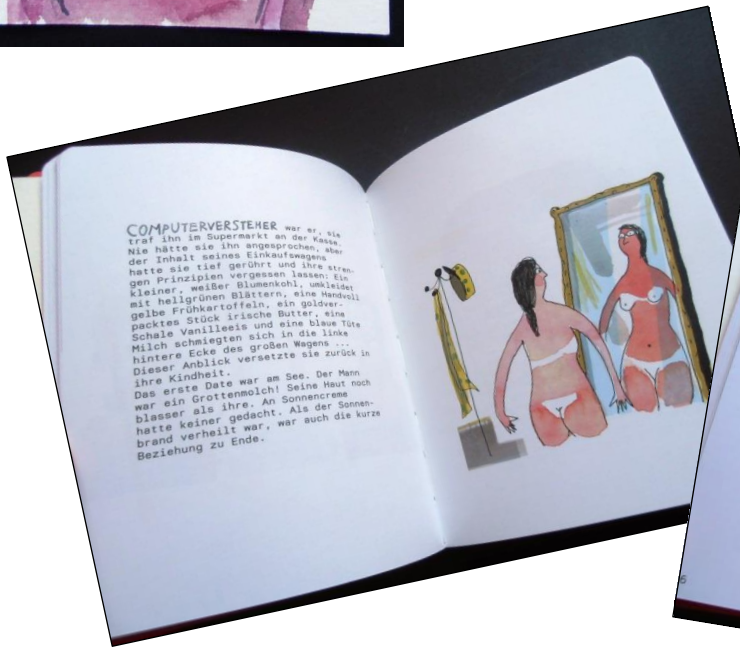 COMPUTERVERSTEHER war er, sie
traf ihn im Supermarkt an der Kasse.
Nie hätte sie ihn angesprochen, aber
der Inhalt seines Einkaufswagens
hatte sie tief gerührt und ihre stren-
gen Prinzipien vergessen lassen: Ein
kleiner, weißer Blumenkohl, umkleidet
mit hellgrünen Blättern, eine Handvoll
gelbe Frühkartoffeln, ein goldver-
packtes Stück irische Butter, eine
Schale Vanilleeis und eine blaue Tüte
Milch schmiegten sich in die linke
hintere Ecke des großen Wagens ...
Dieser Anblick versetzte sie zurück in
ihre Kindheit.
Das erste Date war am See. Der Mann
war ein Grottenmolch! Seine Haut noch
blasser als ihre. An Sonnencreme
hatte keiner gedacht. Als der Sonnen-
brand verheilt war, war auch die kurze
Beziehung zu Ende.